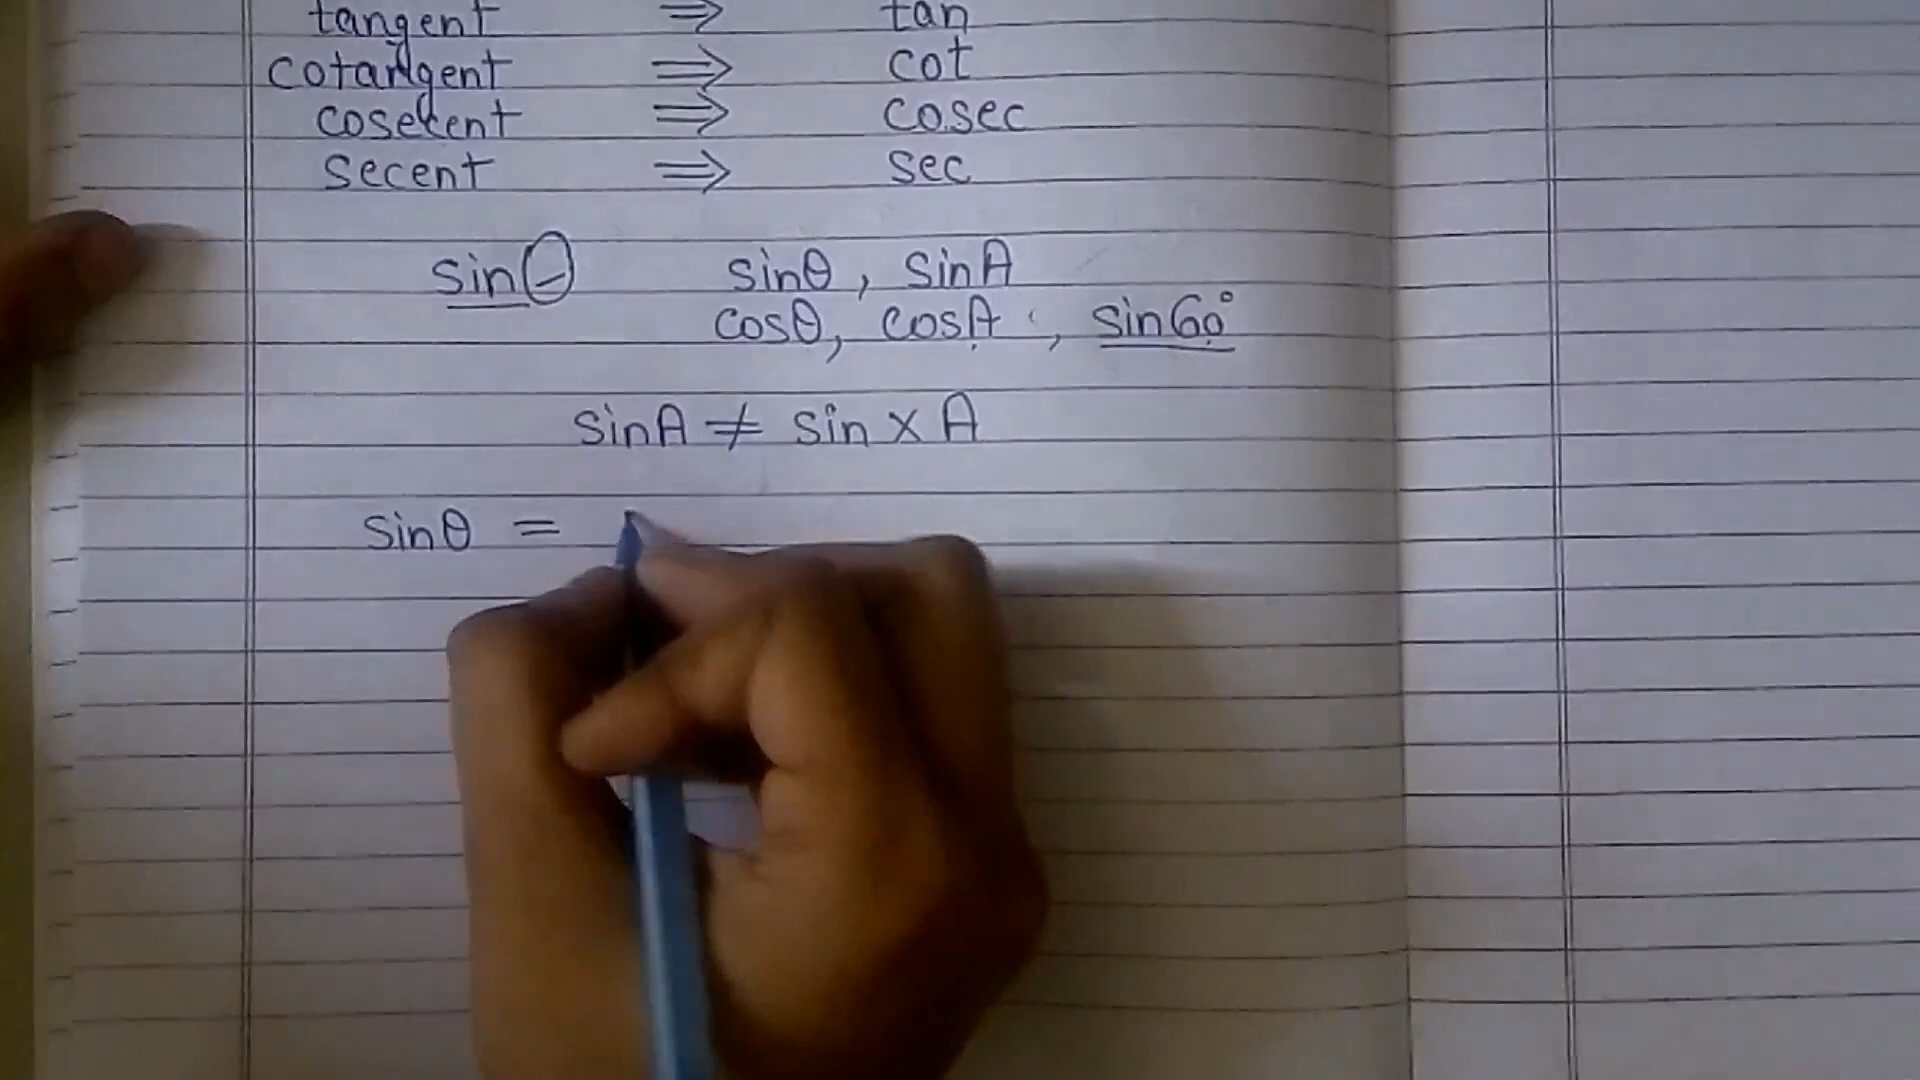 tangent ⇒ tan
cotangent ⇒ cot
cosecent ⇒ cosec
secent ⇒ sec
sinθ sinθ, sinA
cosθ, cosA, sin60°
sinA ≠ sin × A
sinθ =